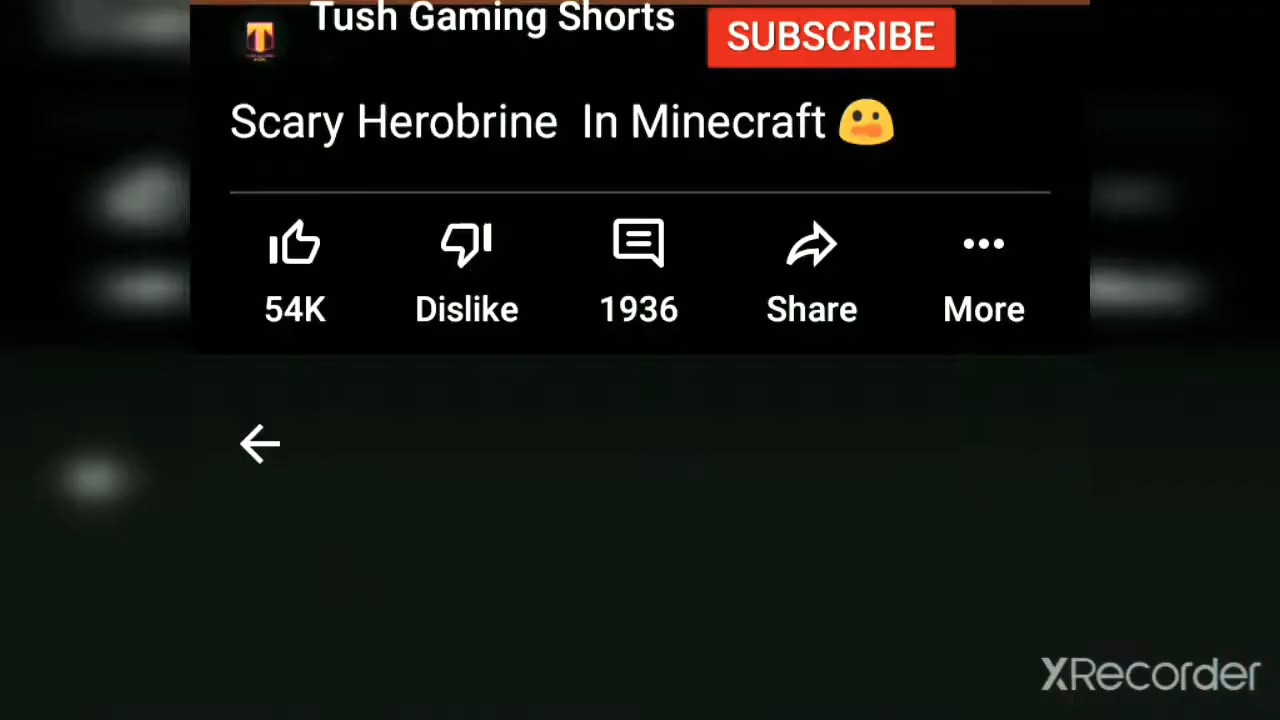 Tush Gaming Shorts
SUBSCRIBE
Scary Herobrine In Minecraft
54K
Dislike
1936
Share
More
XRecorder